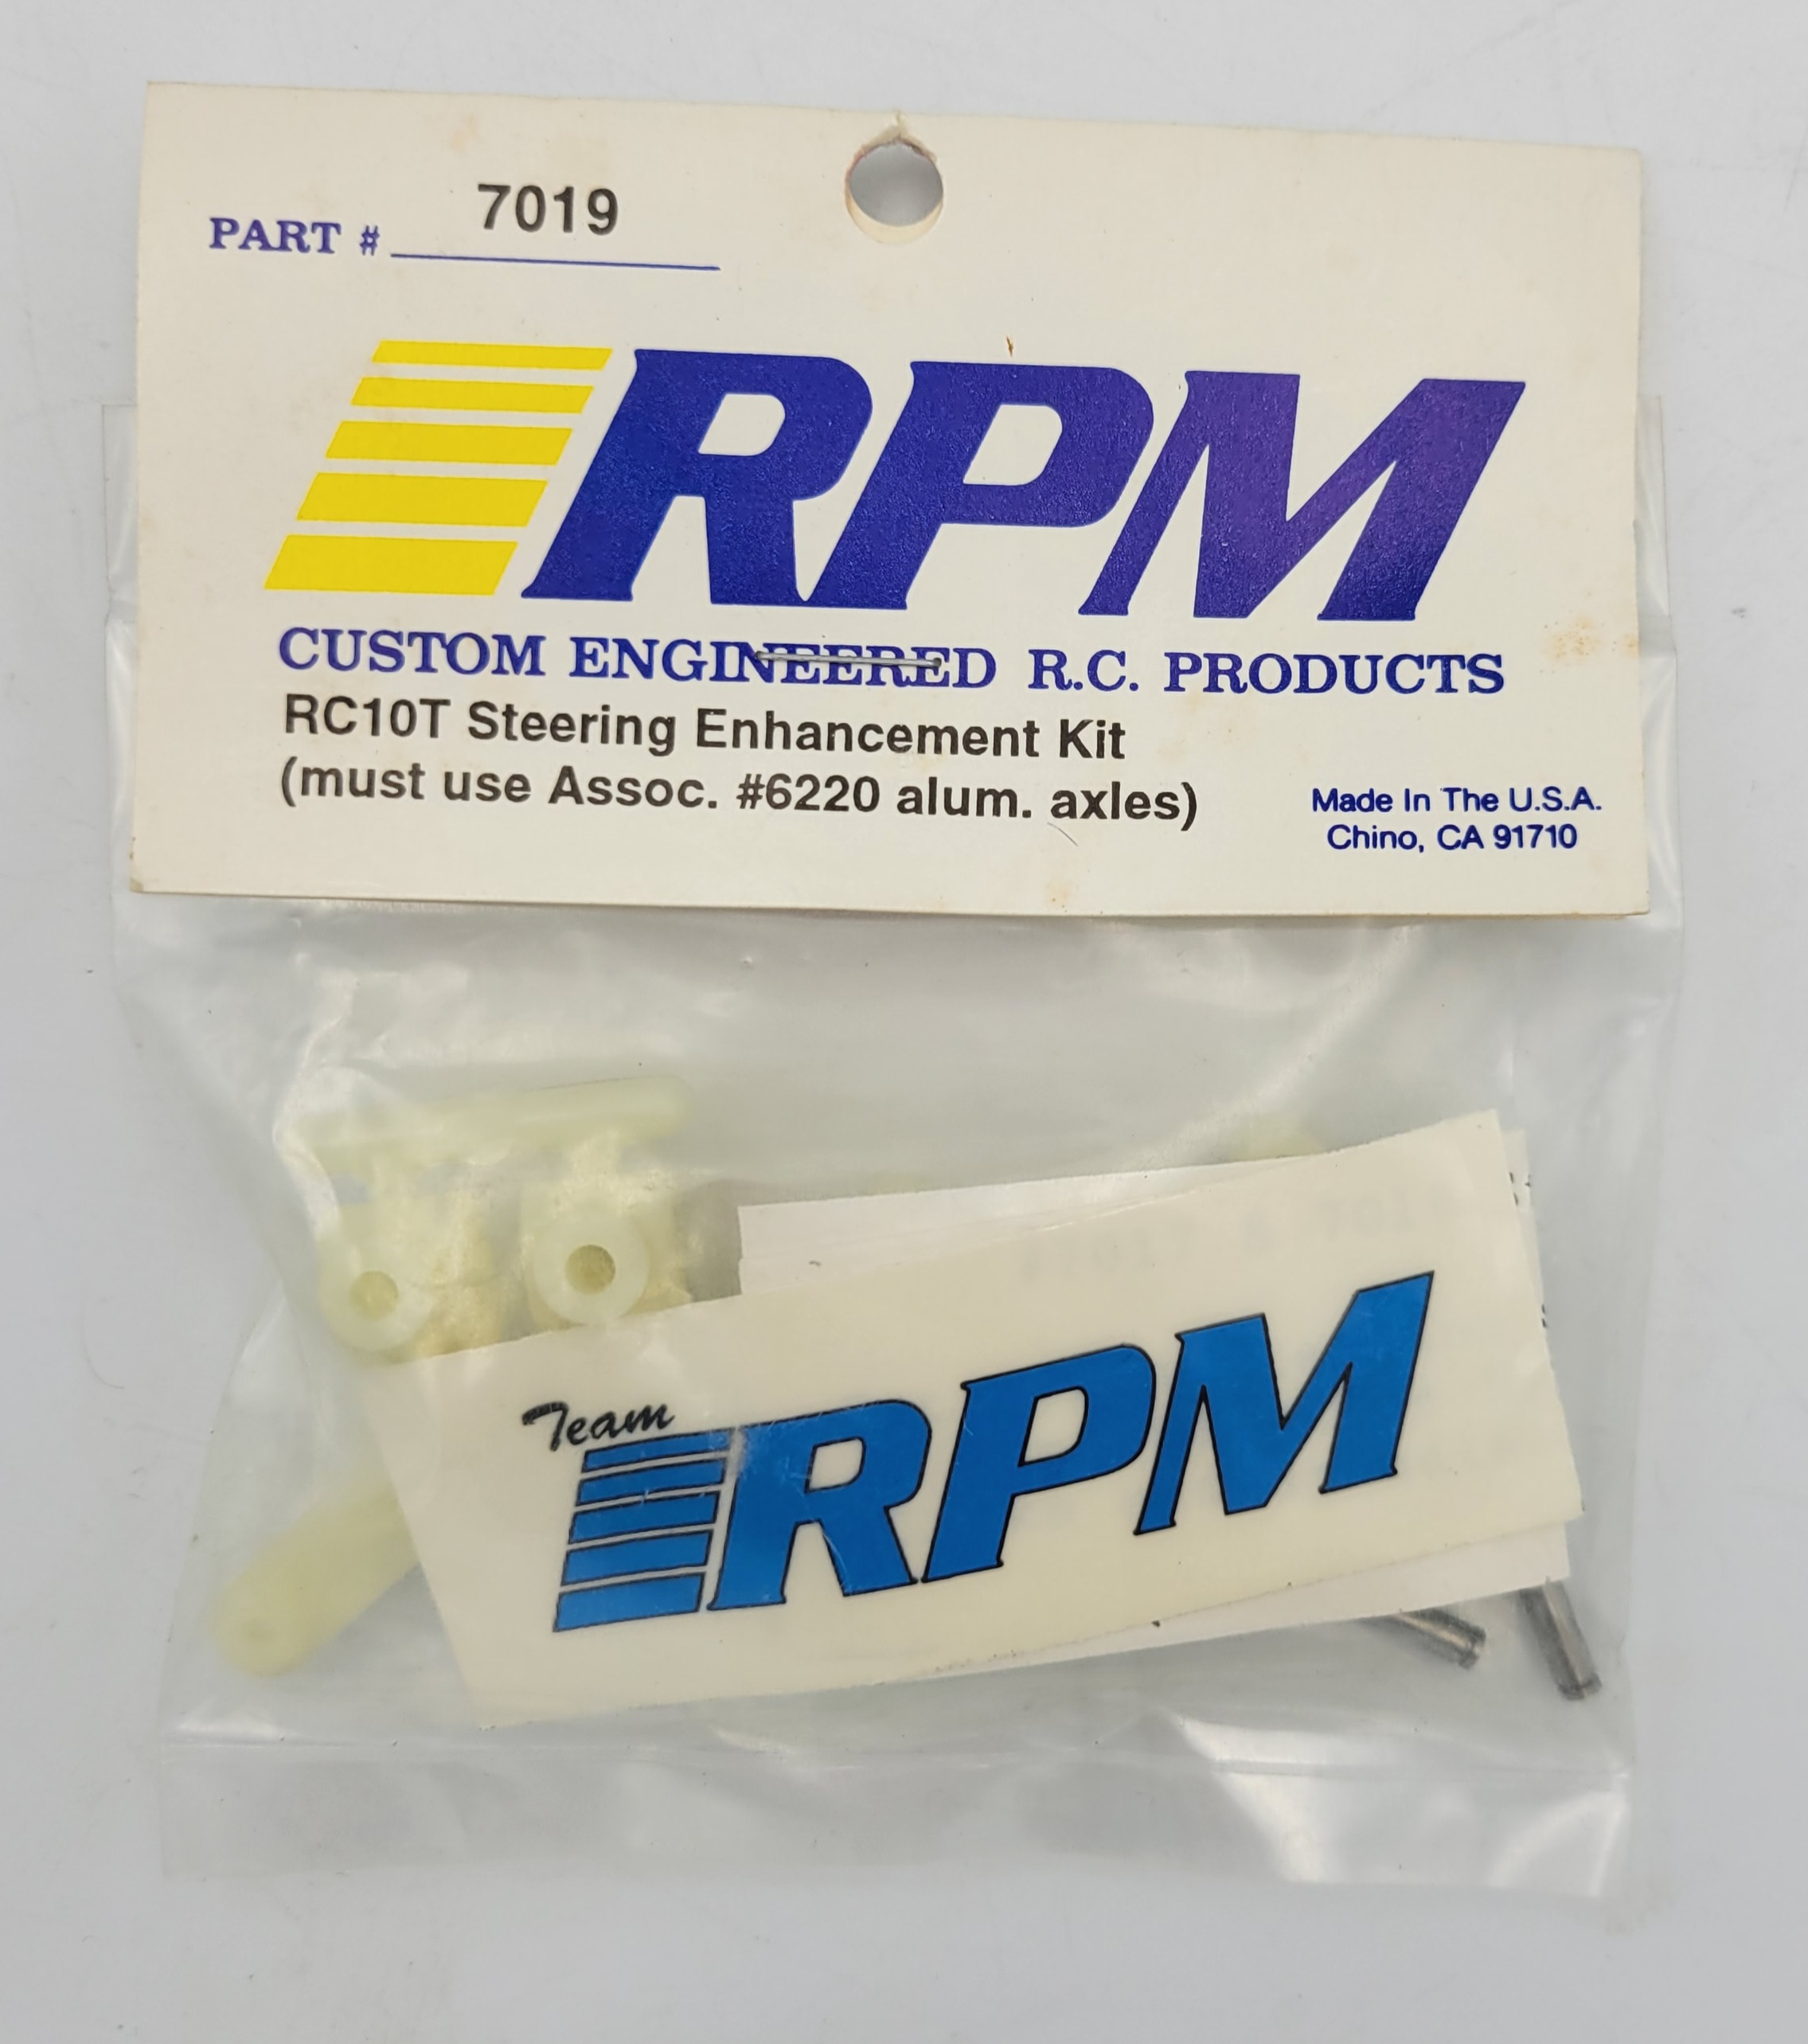 PART # 7019
RPM
CUSTOM ENGINEERED R.C. PRODUCTS
RC10T Steering Enhancement Kit
(must use Assoc. #6220 alum. axles)
Made In The U.S.A.
Chino, CA 91710
Team
RPM